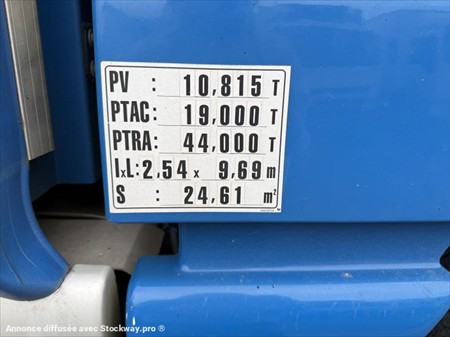 PV : 10,815 T
PTAC : 19,000 T
PTRA : 44,000 T
IxL: 2,54 x 9,69 m
S : 24,61 m²
Annonce diffusée avec Stockway.pro ®